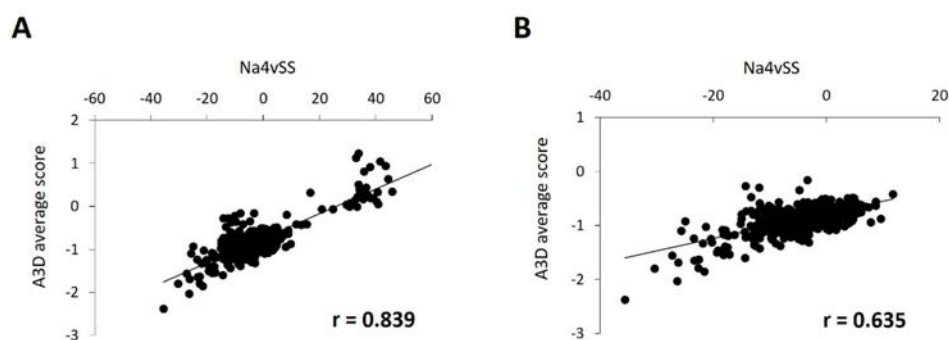 A
Na4vSS
-60 -40 -20 0 20 40 60
2
1
0
-1
-2
-3
A3D average score
r = 0.839
B
Na4vSS
-40 -20 0 20
1
0
-1
-2
-3
A3D average score
r = 0.635